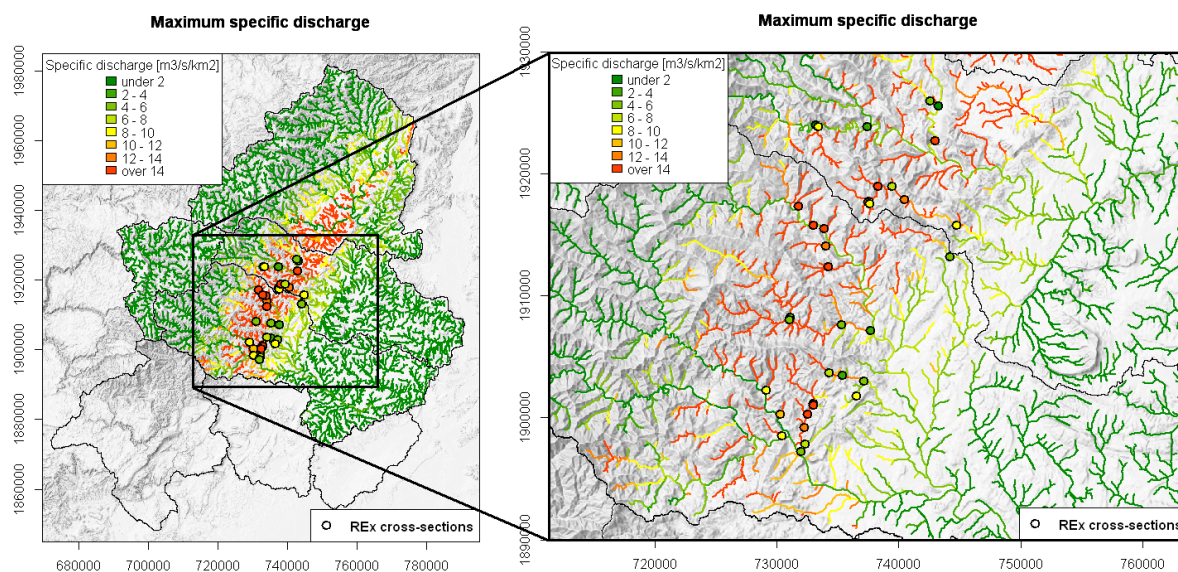 Maximum specific discharge
Specific discharge [m3/s/km2]
under 2
2 - 4
4 - 6
6 - 8
8 - 10
10 - 12
12 - 14
over 14
REx cross-sections
1980000
1960000
1940000
1920000
1900000
1880000
1860000
680000
700000
720000
740000
760000
Maximum specific discharge
Specific discharge [m3/s/km2]
under 2
2 - 4
4 - 6
6 - 8
8 - 10
10 - 12
12 - 14
over 14
REx cross-sections
1930000
1920000
1910000
1900000
1890000
720000
730000
740000
750000
760000